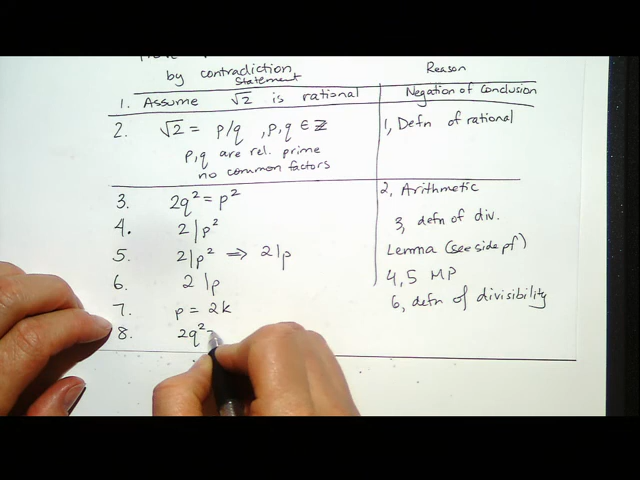 by contradiction
Statement Reason
1. Assume √2 is rational Negation of Conclusion
2. √2 = p/q , p,q ∈ ℤ 1, Defn of rational
p,q are rel. prime
no common factors
3. 2q² = p² 2, Arithmetic
4. 2|p² 3, defn of div.
5. 2|p² ⟹ 2|p Lemma (see side pf)
6 2|p 4,5 MP
7. p = 2k 6, defn of divisibility
8. 2q² =